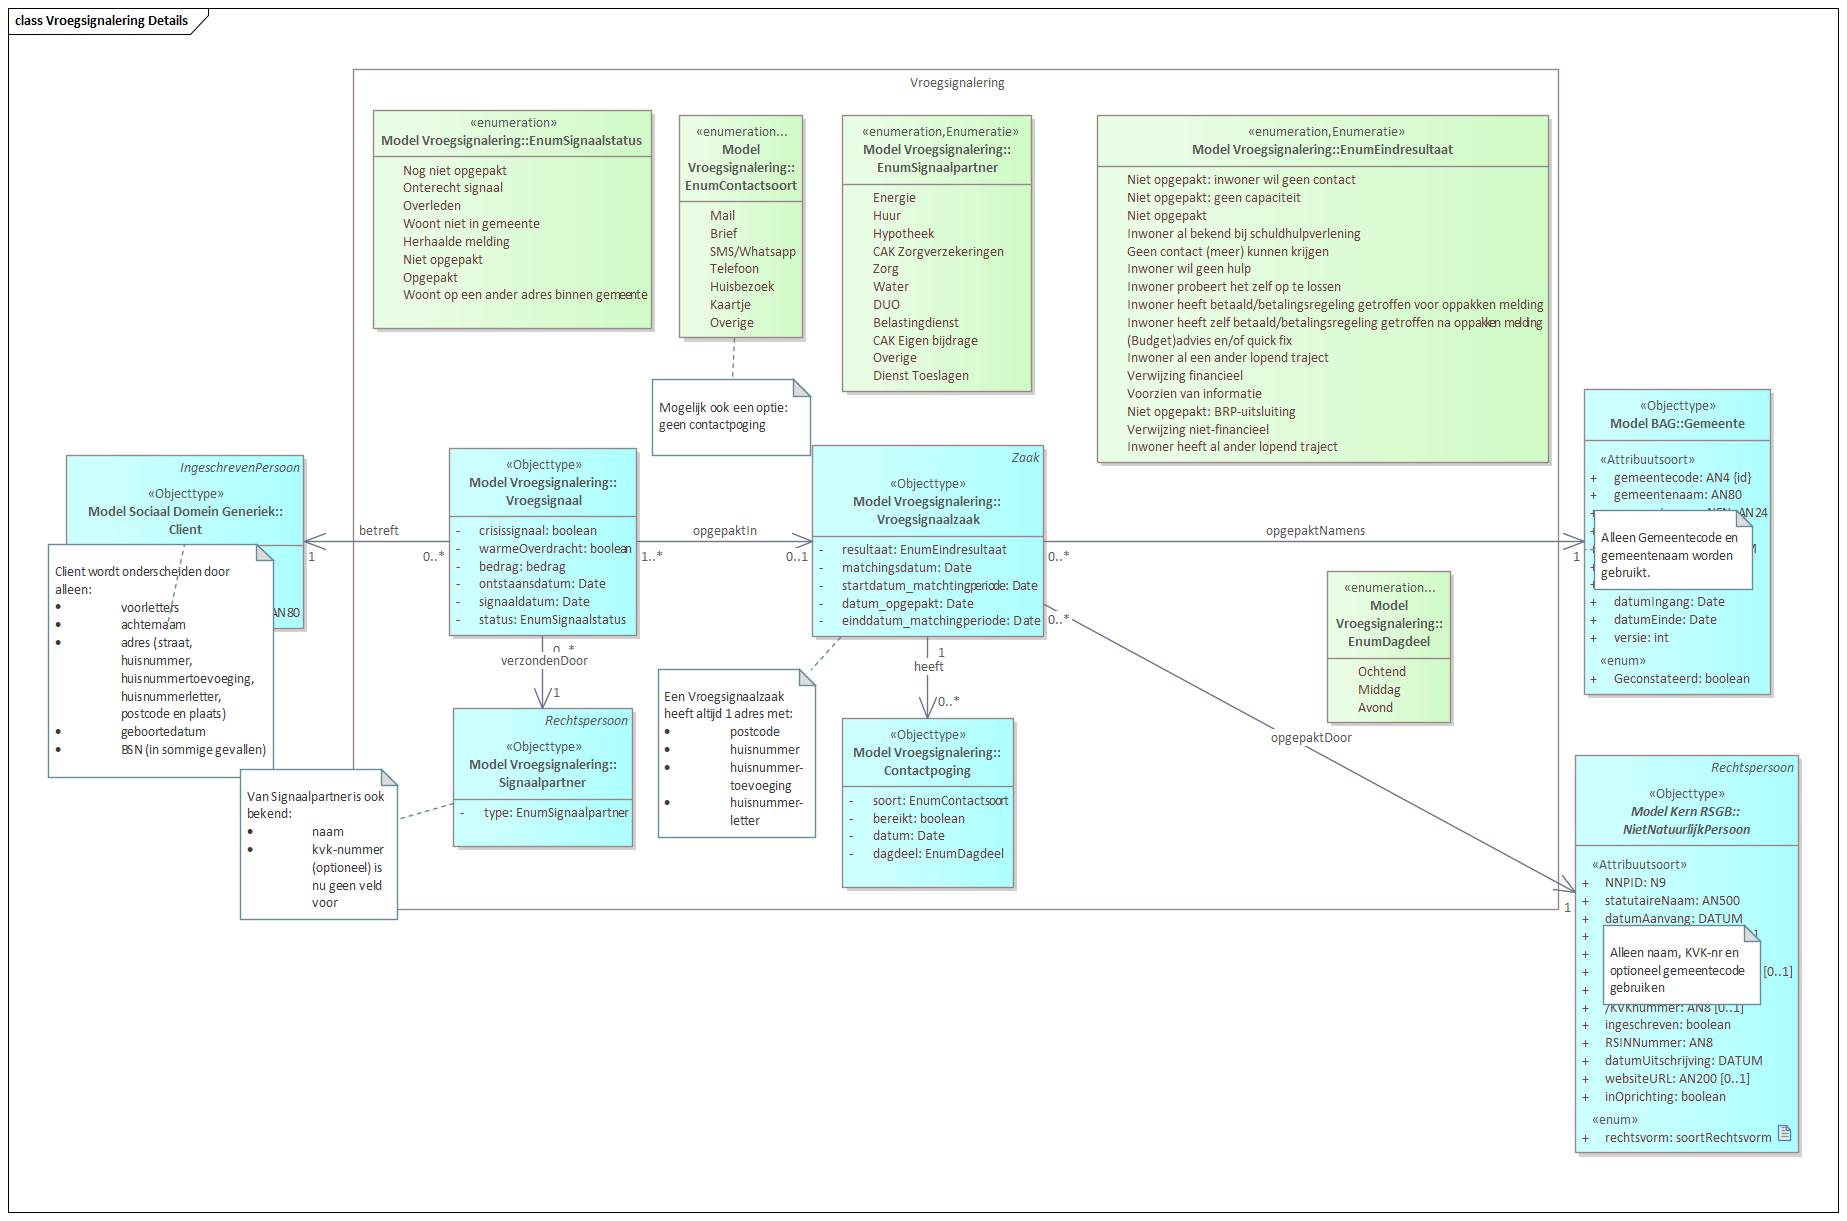 class Vroegsignalering Details
Vroegsignalering
«enumeration»
Model Vroegsignalering::EnumSignaalstatus
Nog niet opgepakt
Onterecht signaal
Overleden
Woont niet in gemeente
Herhaalde melding
Niet opgepakt
Opgepakt
Woont op een ander adres binnen gemeente
«enumeration...
Model
Vroegsignalering::
EnumContactsoort
Mail
Brief
SMS/Whatsapp
Telefoon
Huisbezoek
Kaartje
Overige
«enumeration,Enumeratie»
Model Vroegsignalering::
EnumSignaalpartner
Energie
Huur
Hypotheek
CAK Zorgverzekeringen
Zorg
Water
DUO
Belastingdienst
CAK Eigen bijdrage
Overige
Dienst Toeslagen
«enumeration,Enumeratie»
Model Vroegsignalering::EnumEindresultaat
Niet opgepakt: inwoner wil geen contact
Niet opgepakt: geen capaciteit
Niet opgepakt
Inwoner al bekend bij schuldhulpverlening
Geen contact (meer) kunnen krijgen
Inwoner wil geen hulp
Inwoner probeert het zelf op te lossen
Inwoner heeft betaald/betalingsregeling getroffen voor oppakken melding
Inwoner heeft zelf betaald/betalingsregeling getroffen na oppakken melding
(Budget)advies en/of quick fix
Inwoner al een ander lopend traject
Verwijzing financieel
Voorzien van informatie
Niet opgepakt: BRP-uitsluiting
Verwijzing niet-financieel
Inwoner heeft al ander lopend traject
Mogelijk ook een optie:
geen contactpoging
IngeschrevenPersoon
«Objecttype»
Model Sociaal Domein Generiek::
Client
AN80
Client wordt onderscheiden door
alleen:
• voorletters
• achternaam
• adres (straat,
huisnummer,
huisnummertoevoeging,
huisnummerletter,
postcode en plaats)
• geboortedatum
• BSN (in sommige gevallen)
betreft
1
0..*
«Objecttype»
Model Vroegsignalering::
Vroegsignaal
- crisissignaal: boolean
- warmeOverdracht: boolean
- bedrag: bedrag
- ontstaansdatum: Date
- signaaldatum: Date
- status: EnumSignaalstatus
opgepaktIn
1..*
0..1
Zaak
«Objecttype»
Model Vroegsignalering::
Vroegsignaalzaak
- resultaat: EnumEindresultaat
- matchingsdatum: Date
- startdatum_matchtingperiode: Date
- datum_opgepakt: Date
- einddatum_matchingperiode: Date
opgepaktNamens
0..*
1
«Objecttype»
Model BAG::Gemeente
«Attribuutsoort»
+ gemeentecode: AN4 {id}
+ gemeentenaam: AN80
AN24
Alleen Gemeentecode en
gemeentenaam worden
gebruikt.
+ datumIngang: Date
+ datumEinde: Date
+ versie: int
«enum»
+ Geconstateerd: boolean
«enumeration...
Model
Vroegsignalering::
EnumDagdeel
Ochtend
Middag
Avond
0..*
opgepaktDoor
1
0..*
verzondenDoor
1
Rechtspersoon
«Objecttype»
Model Vroegsignalering::
Signaalpartner
- type: EnumSignaalpartner
Van Signaalpartner is ook
bekend:
• naam
• kvk-nummer
(optioneel) is
nu geen veld
voor
Een Vroegsignaalzaak
heeft altijd 1 adres met:
• postcode
• huisnummer
• huisnummer-
toevoeging
• huisnummer-
letter
1
heeft
0..*
«Objecttype»
Model Vroegsignalering::
Contactpoging
- soort: EnumContactsoort
- bereikt: boolean
- datum: Date
- dagdeel: EnumDagdeel
Rechtspersoon
«Objecttype»
Model Kern RSGB::
NietNatuurlijkPersoon
«Attribuutsoort»
+ NNPID: N9
+ statutaireNaam: AN500
+ datumAanvang: DATUM
Alleen naam, KVK-nr en
optioneel gemeentecode
gebruiken
[0..1]
+ /KVKnummer: AN8 [0..1]
+ ingeschreven: boolean
+ RSINNummer: AN8
+ datumUitschrijving: DATUM
+ websiteURL: AN200 [0..1]
+ inOprichting: boolean
«enum»
+ rechtsvorm: soortRechtsvorm